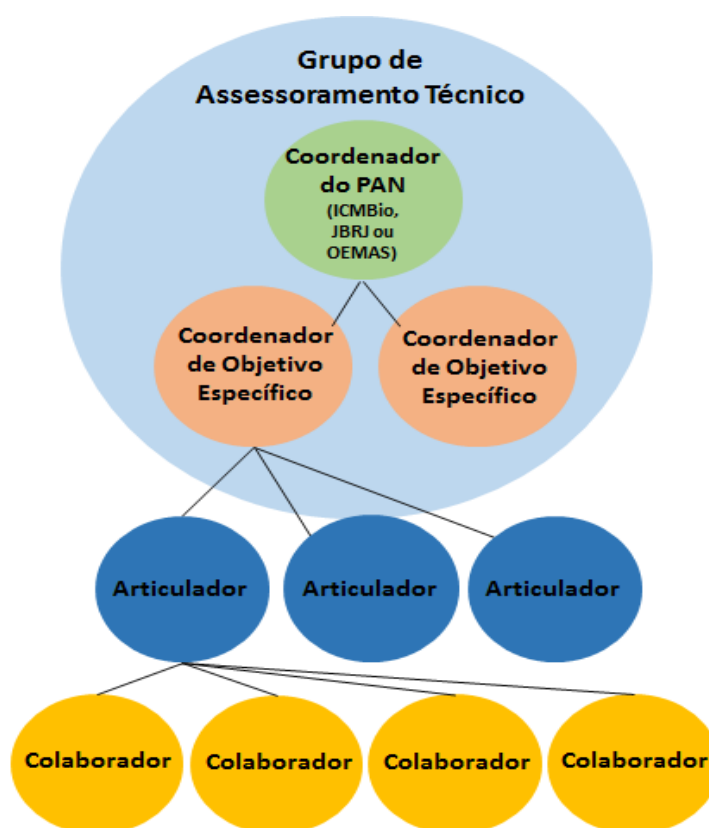 Grupo de
Assessoramento Técnico
Coordenador
do PAN
(ICMBio,
JBRJ ou
OEMAS)
Coordenador
de Objetivo
Específico
Coordenador
de Objetivo
Específico
Articulador
Articulador
Articulador
Colaborador
Colaborador
Colaborador
Colaborador